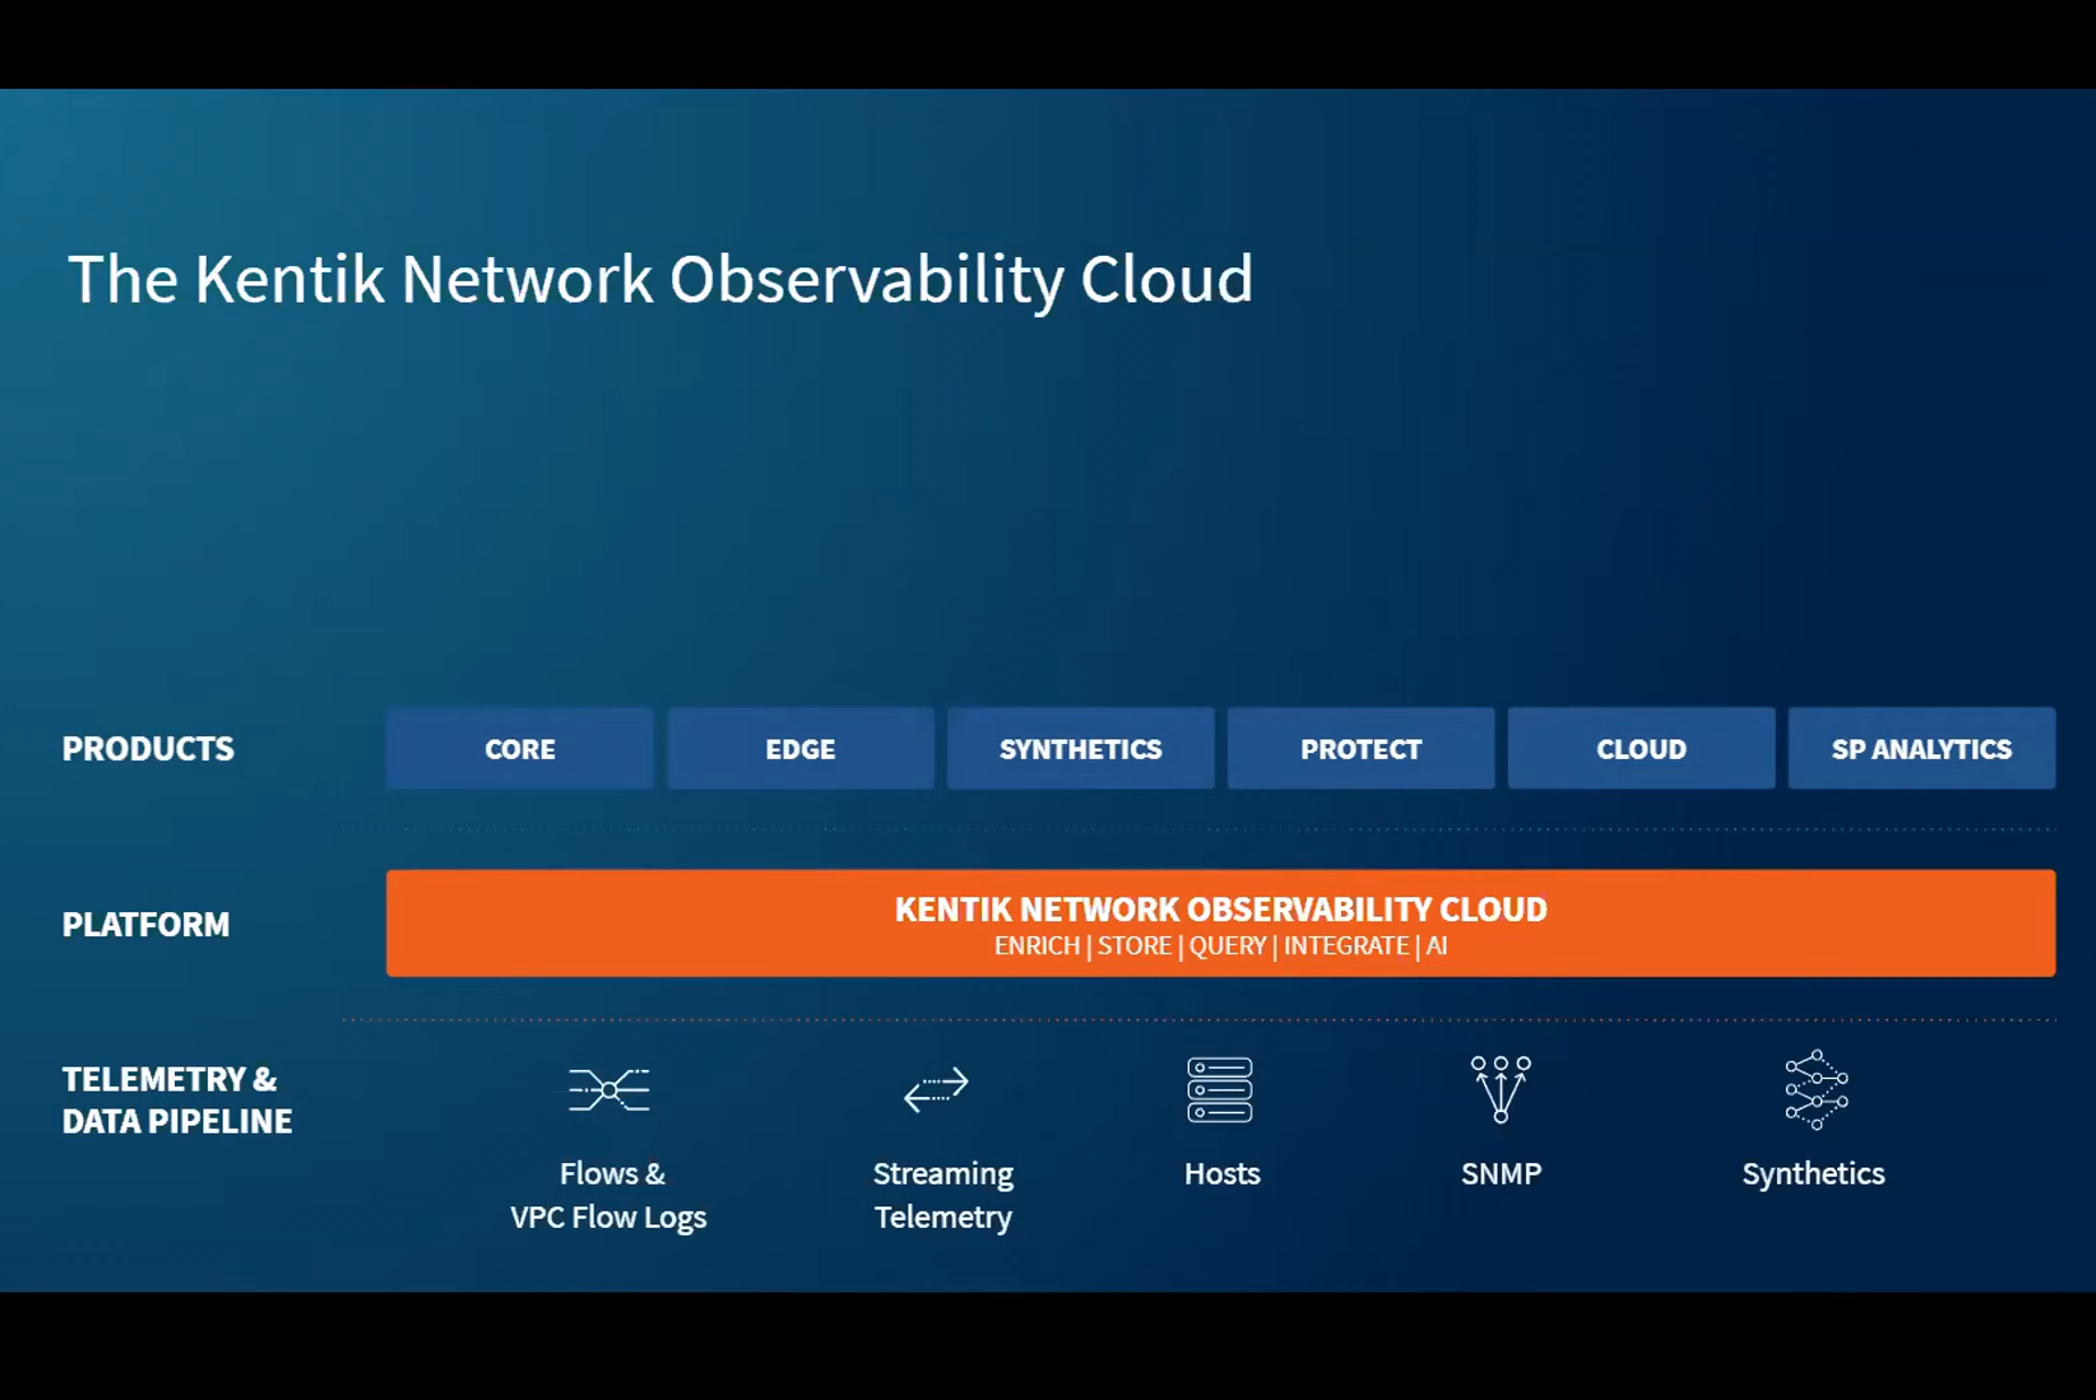 The Kentik Network Observability Cloud
PRODUCTS
CORE
EDGE
SYNTHETICS
PROTECT
CLOUD
SP ANALYTICS
PLATFORM
KENTIK NETWORK OBSERVABILITY CLOUD
ENRICH | STORE | QUERY | INTEGRATE | AI
TELEMETRY &
DATA PIPELINE
Flows &
VPC Flow Logs
Streaming
Telemetry
Hosts
SNMP
Synthetics